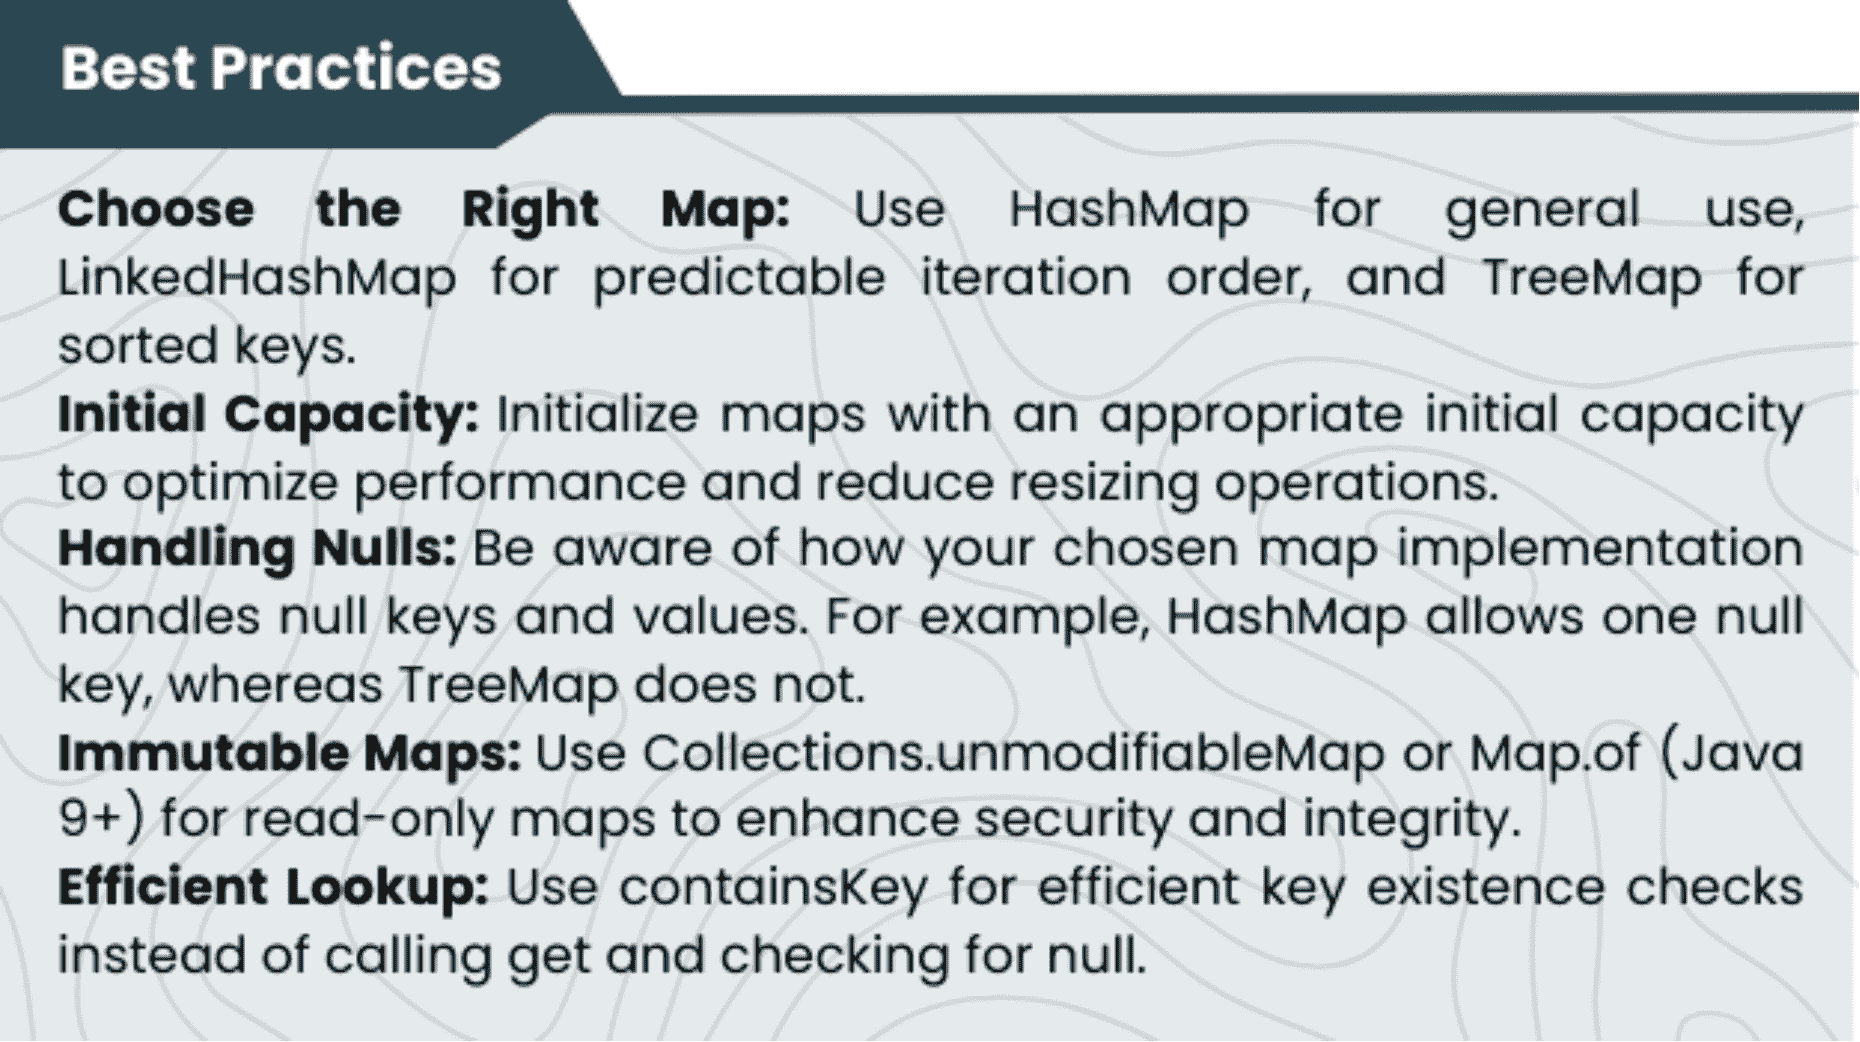 Best Practices
Choose the Right Map: Use HashMap for general use,
LinkedHashMap for predictable iteration order, and TreeMap for
sorted keys.
Initial Capacity: Initialize maps with an appropriate initial capacity
to optimize performance and reduce resizing operations.
Handling Nulls: Be aware of how your chosen map implementation
handles null keys and values. For example, HashMap allows one null
key, whereas TreeMap does not.
Immutable Maps: Use Collections.unmodifiableMap or Map.of (Java
9+) for read-only maps to enhance security and integrity.
Efficient Lookup: Use containsKey for efficient key existence checks
instead of calling get and checking for null.